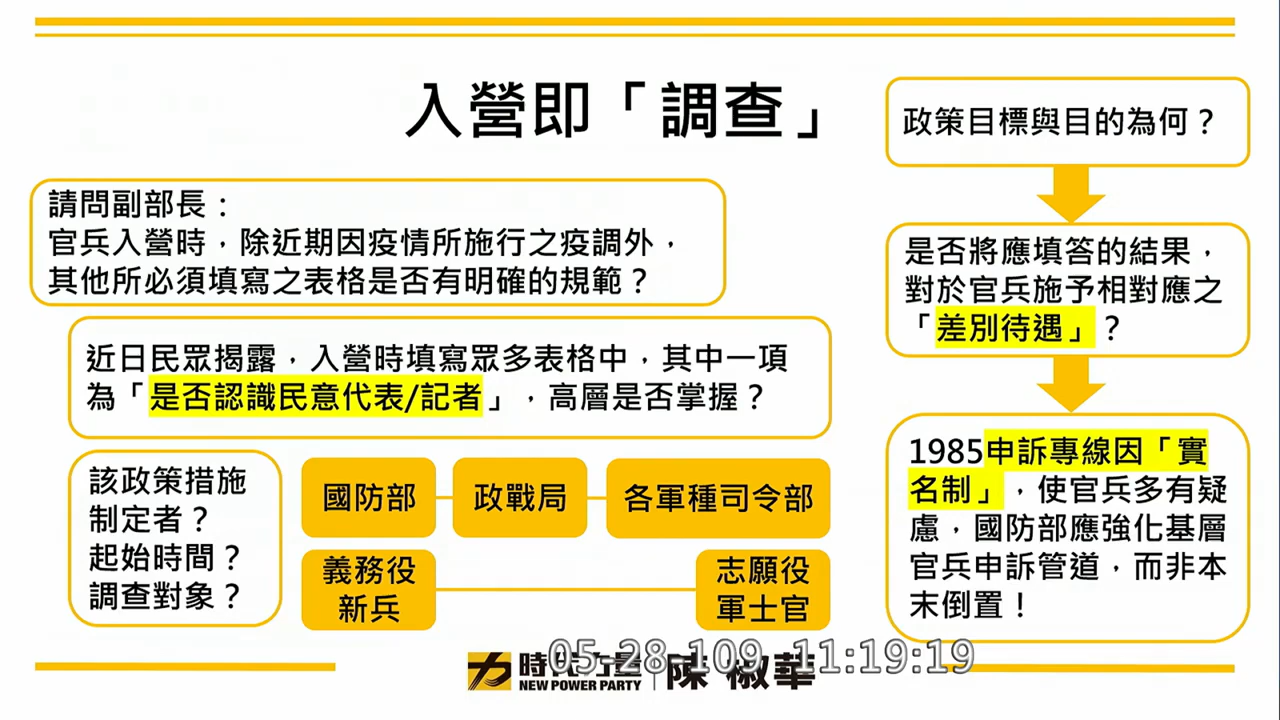 入營即「調查」
請問副部長：
官兵入營時，除近期因疫情所施行之疫調外，
其他所必須填寫之表格是否有明確的規範？
近日民眾揭露，入營時填寫眾多表格中，其中一項
為「是否認識民意代表/記者」，高層是否掌握？
該政策措施
制定者？
起始時間？
調查對象？
國防部
政戰局
各軍種司令部
義務役
新兵
志願役
軍士官
政策目標與目的為何？
是否將應填答的結果，
對於官兵施予相對應之
「差別待遇」？
1985申訴專線因「實
名制」，使官兵多有疑
慮，國防部應強化基層
官兵申訴管道，而非本
末倒置！
時代力量
NEW POWER PARTY
陳椒華
05-28-109 11:19:19